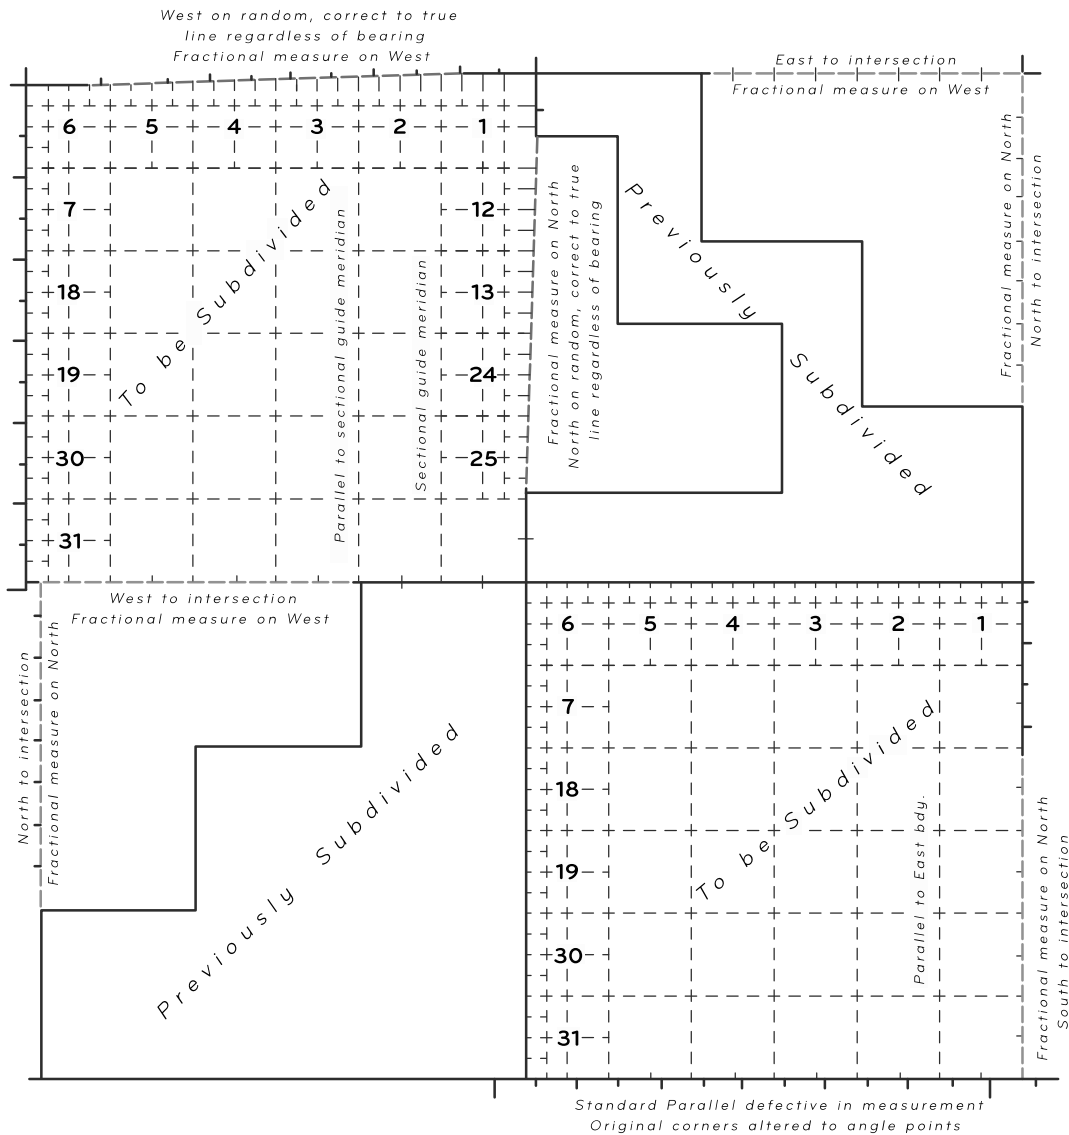 West on random, correct to true
line regardless of bearing
Fractional measure on West
East to intersection
Fractional measure on West
6 5 4 3 2 1
7 12
18 13
19 24
30 25
31
To be Subdivided
Parallel to sectional guide meridian
Sectional guide meridian
Fractional measure on North
North on random, correct to true
line regardless of bearing
Previously Subdivided
Fractional measure on North
North to intersection
West to intersection
Fractional measure on West
North to intersection
Fractional measure on North
Previously Subdivided
6 5 4 3 2 1
7
18
19
30
31
To be Subdivided
Parallel to East bdy.
Fractional measure on North
South to intersection
Standard Parallel defective in measurement
Original corners altered to angle points